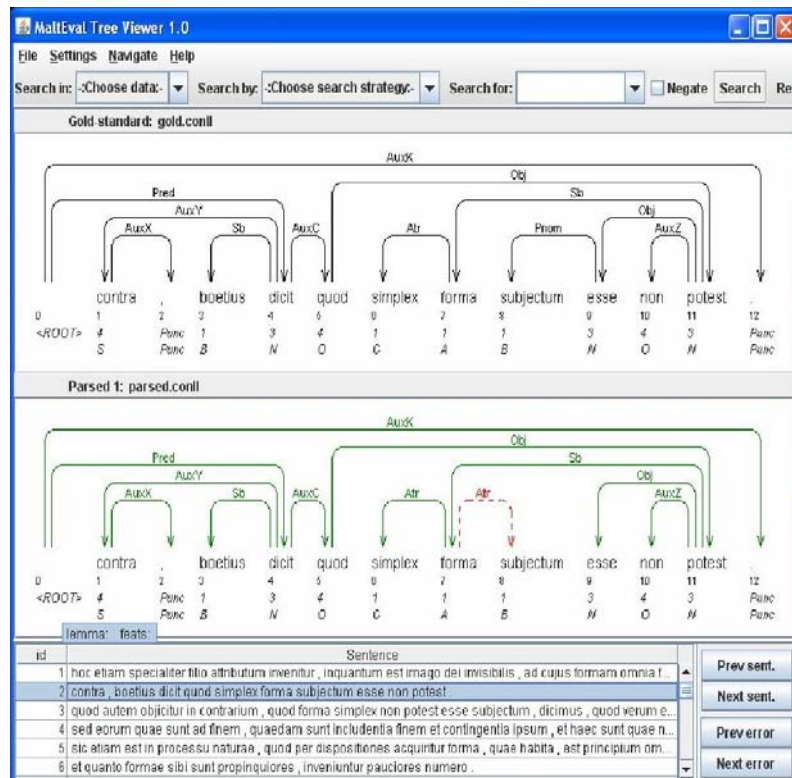 MaltEval Tree Viewer 1.0
File Settings Navigate Help
Search in: -:Choose data:- Search by: -:Choose search strategy:- Search for: Negate Search Re
Gold-standard: gold.conll
AuxK
Obj
Pred Sb
AuxY Obj
AuxX Sb AuxC Atr Pnom AuxZ
contra , boetius dicit quod simplex forma subjectum esse non potest .
0 1 2 3 4 5 6 7 8 9 10 11 12
<ROOT> 4 Punc 1 3 4 1 1 1 3 4 3 Punc
S Punc B N O C A B N O N Punc
Parsed 1: parsed.conll
AuxK
Obj
Pred Sb
AuxY Obj
AuxX Sb AuxC Atr Atr AuxZ
contra , boetius dicit quod simplex forma subjectum esse non potest .
0 1 2 3 4 5 6 7 8 9 10 11 12
<ROOT> 4 Punc 1 3 4 1 1 1 3 4 3 Punc
S Punc B N O C A B N O N Punc
lemma: feats:
id Sentence
1 hoc etiam specialiter filio attributum invenitur , inquantum est imago dei invisibilis , ad cujus formam omnia f...
2 contra , boetius dicit quod simplex forma subjectum esse non potest .
3 quod autem objicitur in contrarium , quod forma simplex non potest esse subjectum , dicimus , quod verum e...
4 sed eorum quae sunt ad finem , quaedam sunt includentia finem et contingentia ipsum , et haec sunt quae n...
5 sic etiam est in processu naturae , quod per dispositiones acquiritur forma , quae habita , est principium om...
6 et quanto formae sibi sunt propinquiores , inveniuntur pauciores numero .
Prev sent.
Next sent.
Prev error
Next error